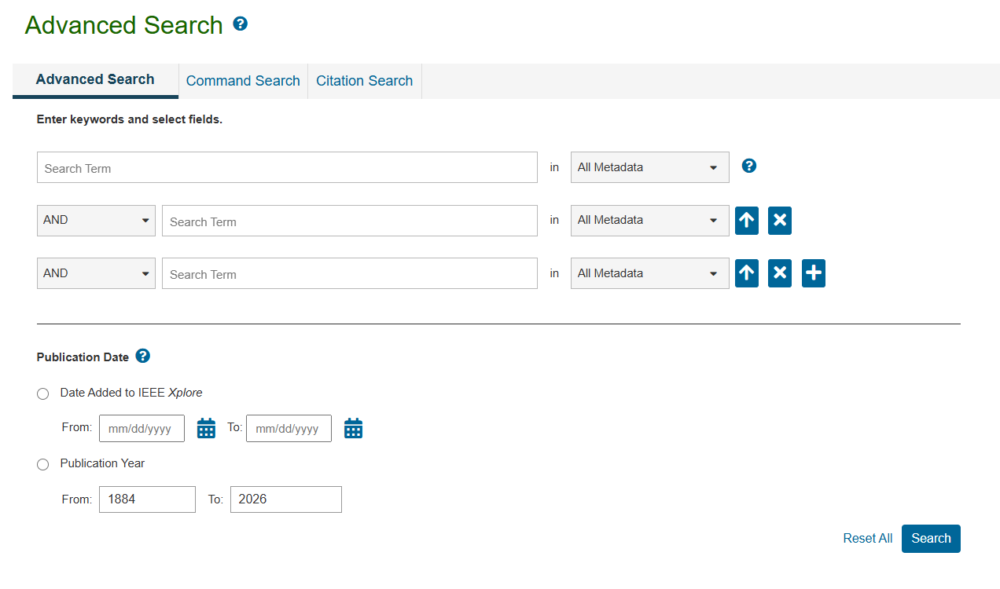 Advanced Search ?
Advanced Search Command Search Citation Search
Enter keywords and select fields.
Search Term in All Metadata ?
AND Search Term in All Metadata
AND Search Term in All Metadata
Publication Date ?
Date Added to IEEE Xplore
From: mm/dd/yyyy To: mm/dd/yyyy
Publication Year
From: 1884 To: 2026
Reset All Search